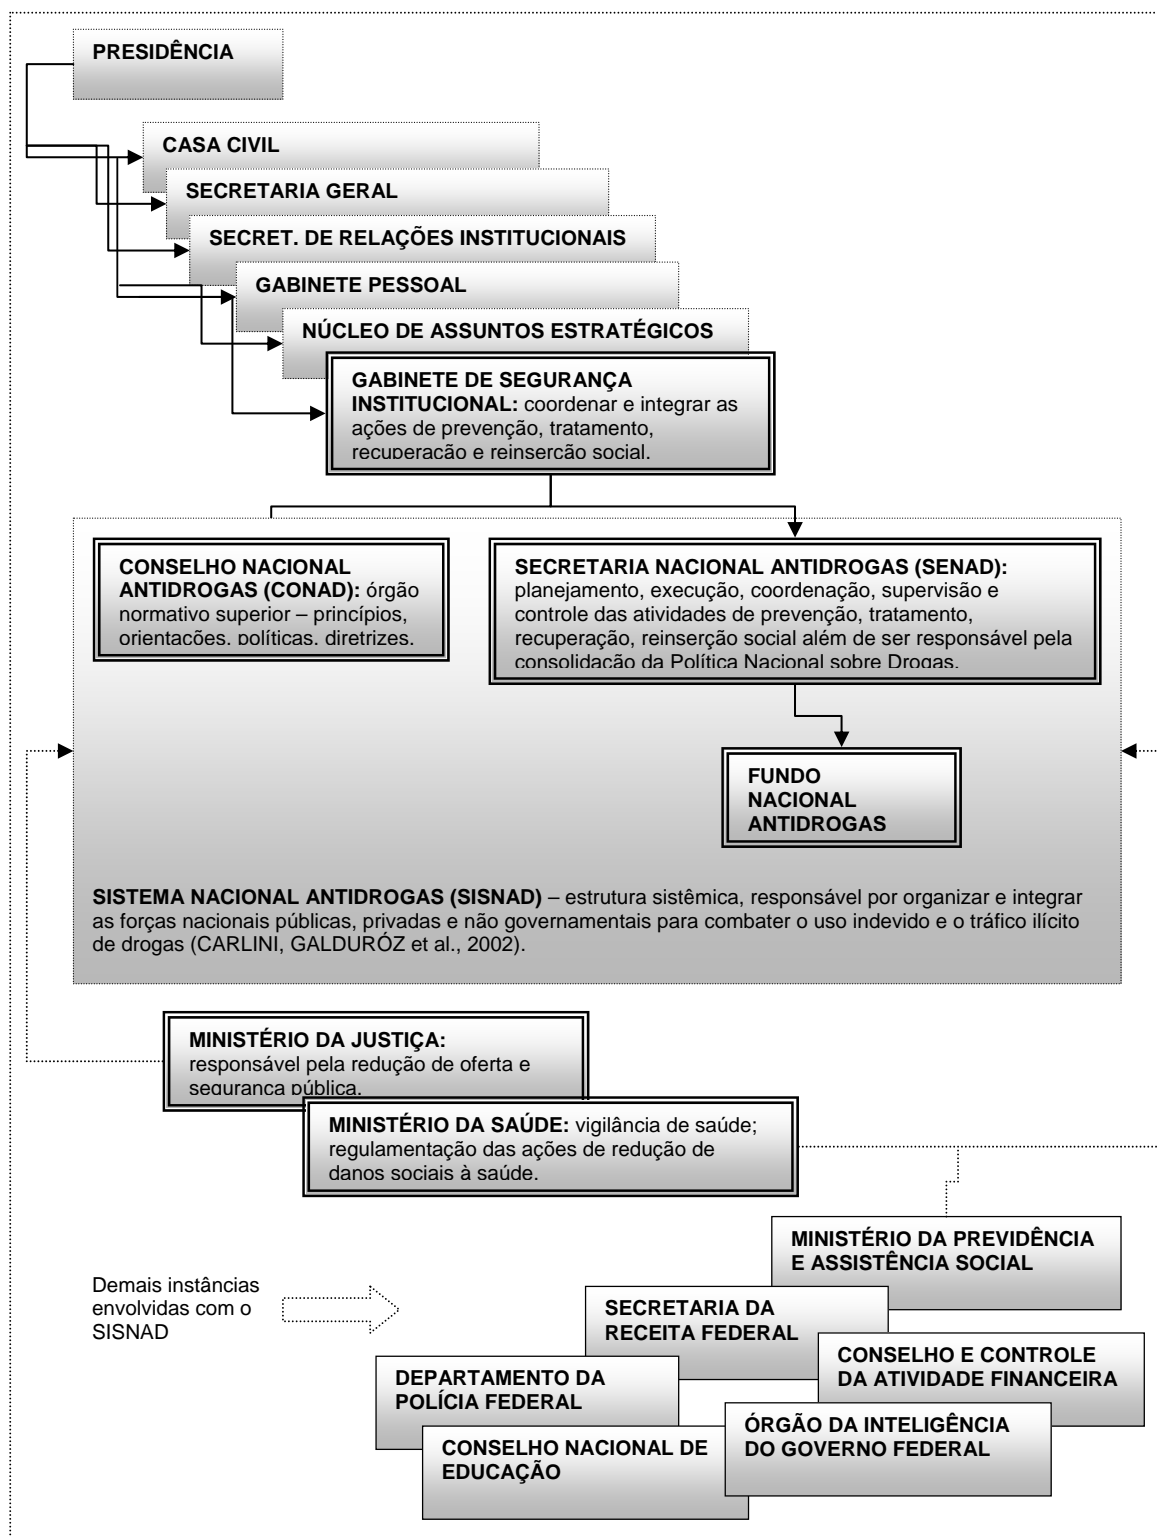 PRESIDÊNCIA
CASA CIVIL
SECRETARIA GERAL
SECRET. DE RELAÇÕES INSTITUCIONAIS
GABINETE PESSOAL
NÚCLEO DE ASSUNTOS ESTRATÉGICOS
GABINETE DE SEGURANÇA
INSTITUCIONAL: coordenar e integrar as
ações de prevenção, tratamento,
recuperação e reinserção social.
CONSELHO NACIONAL
ANTIDROGAS (CONAD): órgão
normativo superior – princípios,
orientações, políticas, diretrizes.
SECRETARIA NACIONAL ANTIDROGAS (SENAD):
planejamento, execução, coordenação, supervisão e
controle das atividades de prevenção, tratamento,
recuperação, reinserção social além de ser responsável pela
consolidação da Política Nacional sobre Drogas.
FUNDO
NACIONAL
ANTIDROGAS
SISTEMA NACIONAL ANTIDROGAS (SISNAD) – estrutura sistêmica, responsável por organizar e integrar
as forças nacionais públicas, privadas e não governamentais para combater o uso indevido e o tráfico ilícito
de drogas (CARLINI, GALDURÓZ et al., 2002).
MINISTÉRIO DA JUSTIÇA:
responsável pela redução de oferta e
segurança pública.
MINISTÉRIO DA SAÚDE: vigilância de saúde;
regulamentação das ações de redução de
danos sociais à saúde.
MINISTÉRIO DA PREVIDÊNCIA
E ASSISTÊNCIA SOCIAL
Demais instâncias
envolvidas com o
SISNAD
SECRETARIA DA
RECEITA FEDERAL
CONSELHO E CONTROLE
DA ATIVIDADE FINANCEIRA
DEPARTAMENTO DA
POLÍCIA FEDERAL
ÓRGÃO DA INTELIGÊNCIA
DO GOVERNO FEDERAL
CONSELHO NACIONAL DE
EDUCAÇÃO